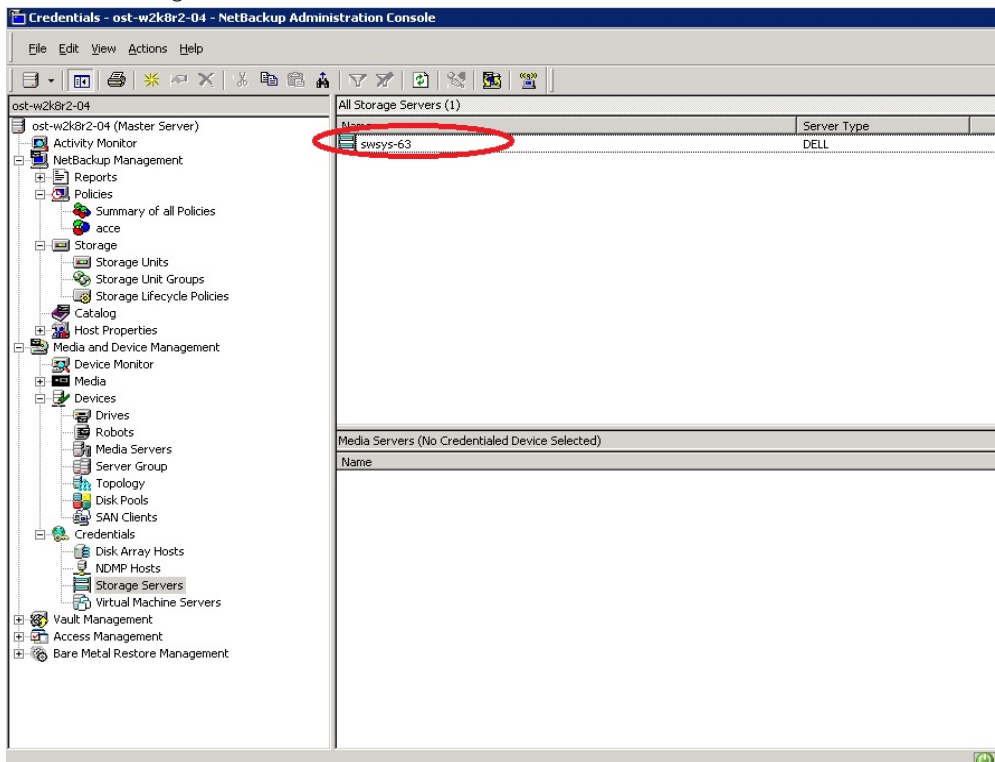 Credentials - ost-w2k8r2-04 - NetBackup Administration Console
File Edit View Actions Help
ost-w2k8r2-04
All Storage Servers (1)
ost-w2k8r2-04 (Master Server)
Name Server Type
Activity Monitor
swsys-63 DELL
NetBackup Management
Reports
Policies
Summary of all Policies
acce
Storage
Storage Units
Storage Unit Groups
Storage Lifecycle Policies
Catalog
Host Properties
Media and Device Management
Device Monitor
Media
Devices
Drives
Robots
Media Servers
Server Group
Topology
Disk Pools
SAN Clients
Credentials
Disk Array Hosts
NDMP Hosts
Storage Servers
Virtual Machine Servers
Vault Management
Access Management
Bare Metal Restore Management
Media Servers (No Credentialed Device Selected)
Name